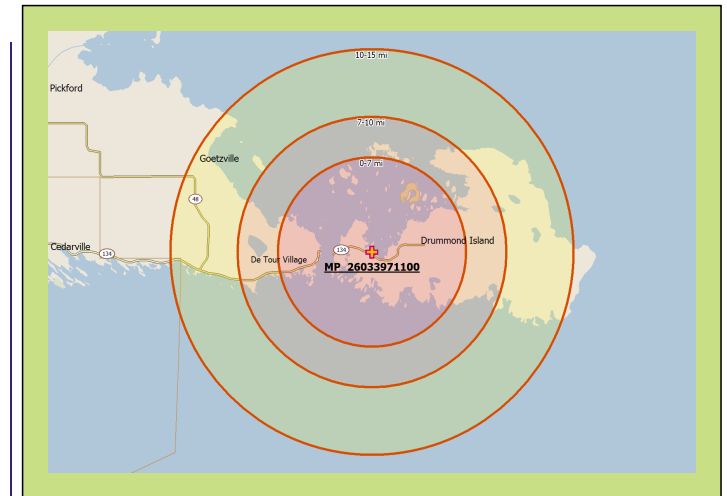 10-15 mi
Pickford
7-10 mi
Goetzville
0-7 mi
48
Cedarville
134
De Tour Village
134
Drummond Island
MP_26033971100